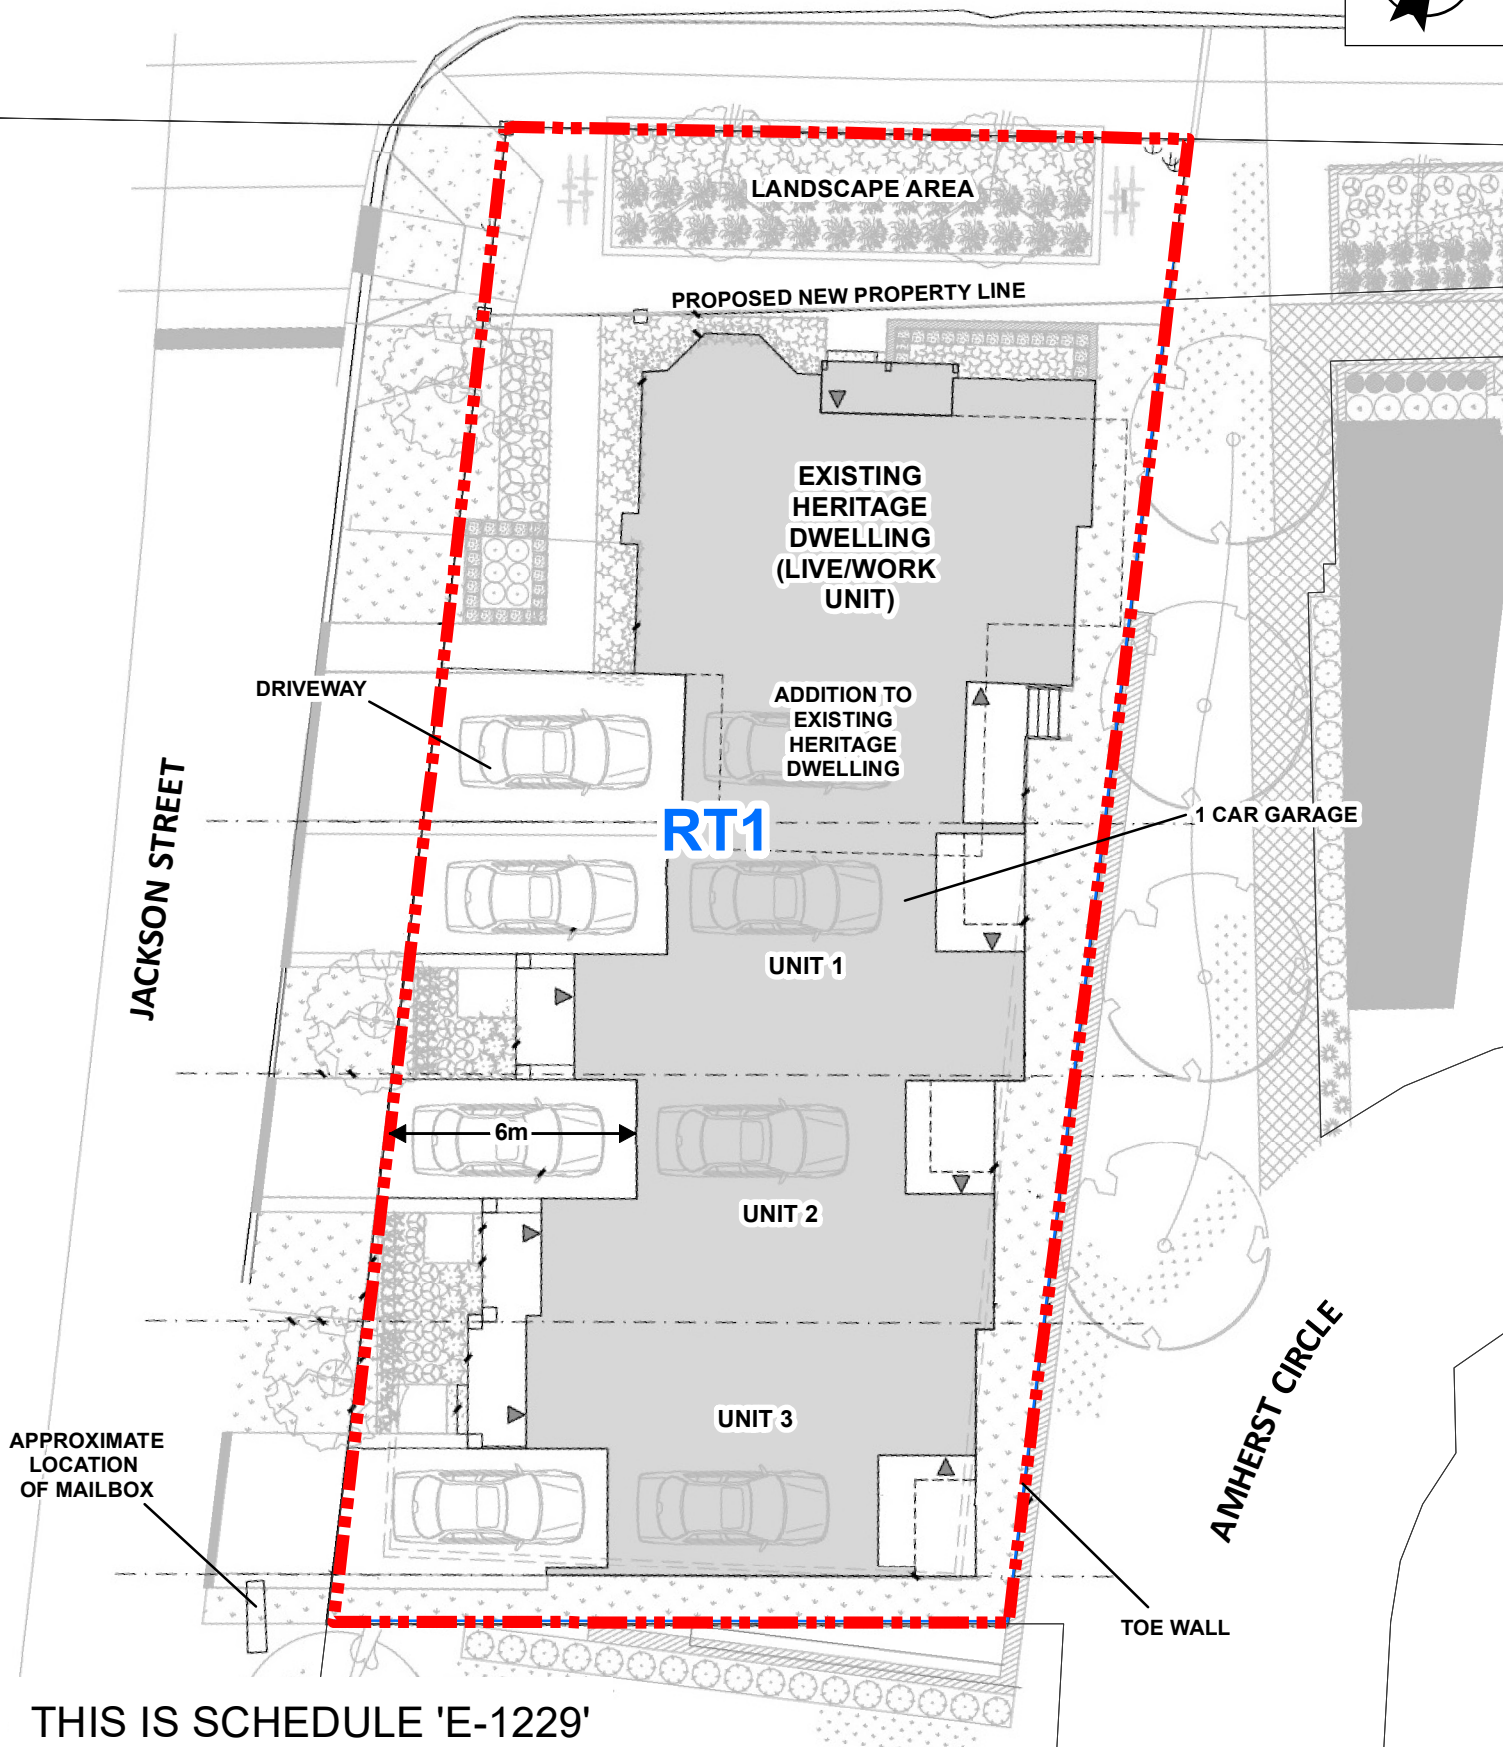 LANDSCAPE AREA
PROPOSED NEW PROPERTY LINE
EXISTING
HERITAGE
DWELLING
(LIVE/WORK
UNIT)
DRIVEWAY
ADDITION TO
EXISTING
HERITAGE
DWELLING
JACKSON STREET
RT1
1 CAR GARAGE
UNIT 1
6m
UNIT 2
AMHERST CIRCLE
UNIT 3
APPROXIMATE
LOCATION
OF MAILBOX
TOE WALL
THIS IS SCHEDULE 'E-1229'